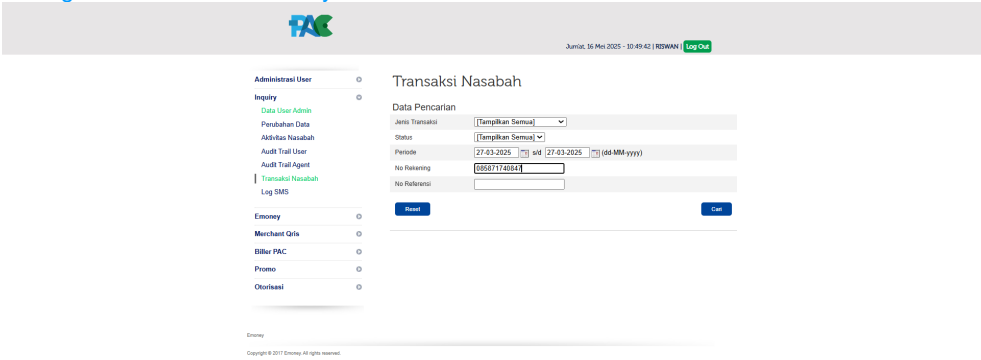 PAC
Jumat, 16 Mei 2025 - 10:49:42 | RISWAN | Log Out
Administrasi User
Inquiry
Data User Admin
Perubahan Data
Aktivitas Nasabah
Audit Trail User
Audit Trail Agent
Transaksi Nasabah
Log SMS
Emoney
Merchant Qris
Biller PAC
Promo
Otorisasi
Transaksi Nasabah
Data Pencarian
Jenis Transaksi [Tampilkan Semua]
Status [Tampilkan Semua]
Periode 27-03-2025 s/d 27-03-2025 (dd-MM-yyyy)
No Rekening 085871740847
No Referensi
Reset Cari
Emoney
Copyright © 2017 Emoney. All rights reserved.